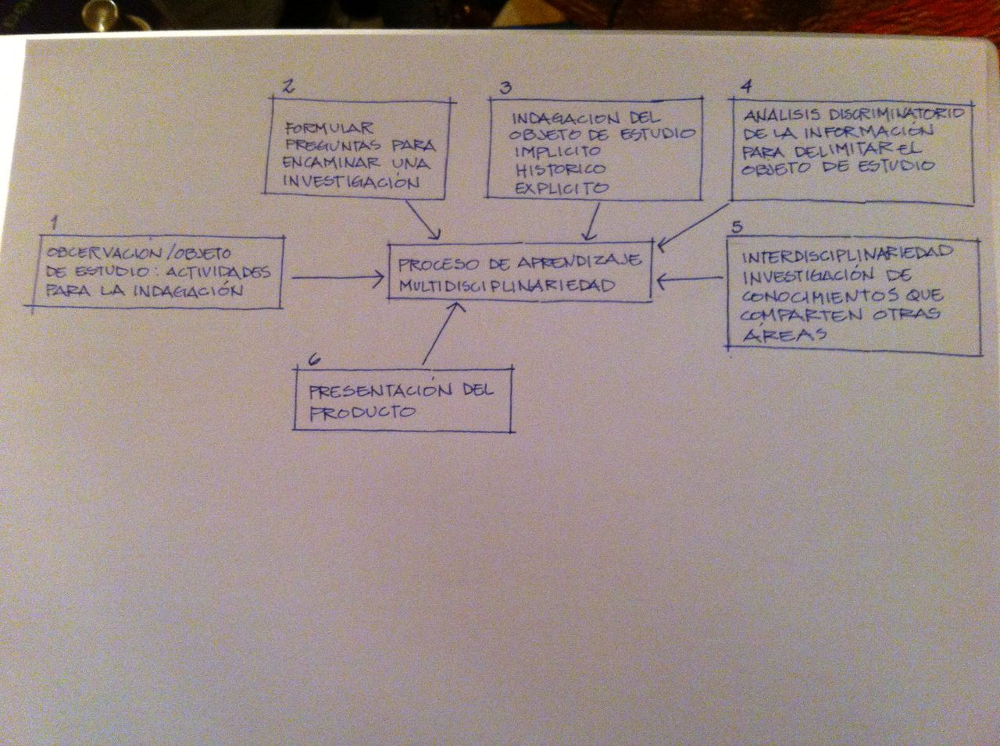 1
OBCERVACIÓN/OBJETO
DE ESTUDIO: ACTIVIDADES
PARA LA INDAGACIÓN
2
FORMULAR
PREGUNTAS PARA
ENCAMINAR UNA
INVESTIGACIÓN
3
INDAGACION DEL
OBJETO DE ESTUDIO
IMPLICITO
HISTORICO
EXPLICITO
4
ANALISIS DISCRIMINATORIO
DE LA INFORMACIÓN
PARA DELIMITAR EL
OBJETO DE ESTUDIO
PROCESO DE APRENDIZAJE
MULTIDISCIPLINARIEDAD
5
INTERDISCIPLINARIEDAD
INVESTIGACIÓN DE
CONOCIMIENTOS QUE
COMPARTEN OTRAS
ÁREAS
6
PRESENTACIÓN DEL
PRODUCTO